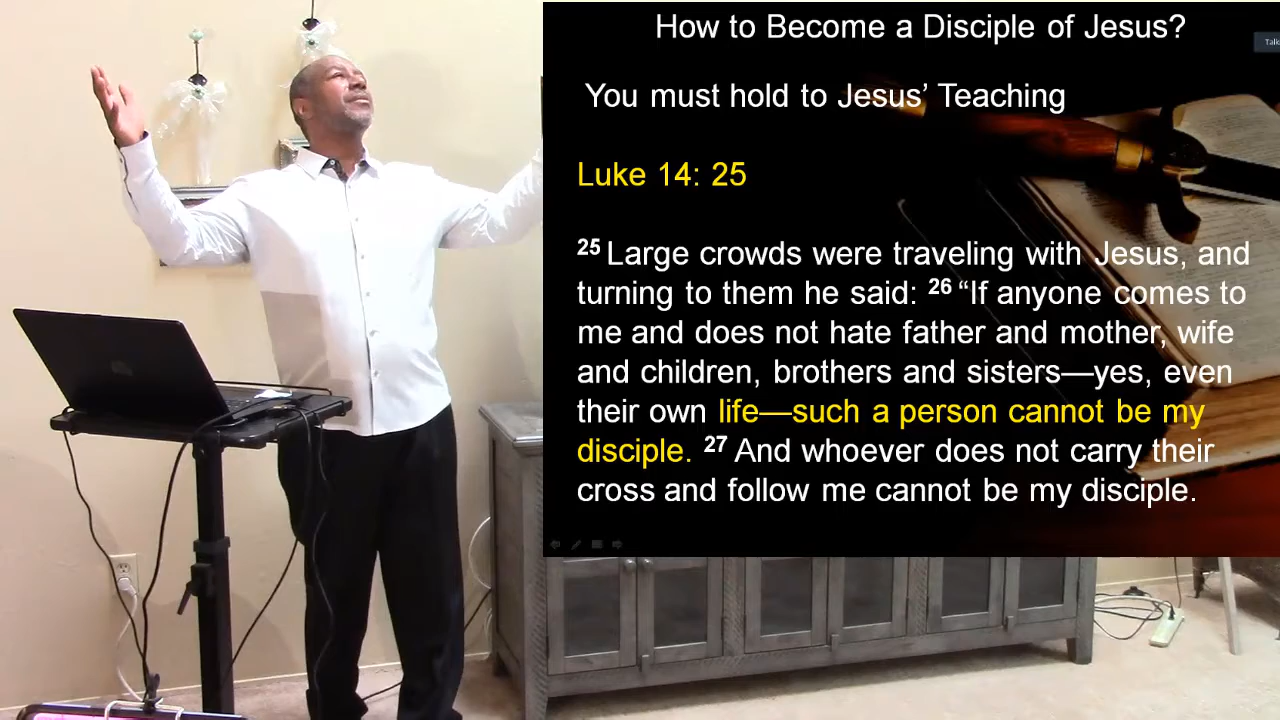 How to Become a Disciple of Jesus?
Talk
You must hold to Jesus' Teaching
Luke 14: 25
25 Large crowds were traveling with Jesus, and
turning to them he said: 26 “If anyone comes to
me and does not hate father and mother, wife
and children, brothers and sisters—yes, even
their own life—such a person cannot be my
disciple. 27 And whoever does not carry their
cross and follow me cannot be my disciple.